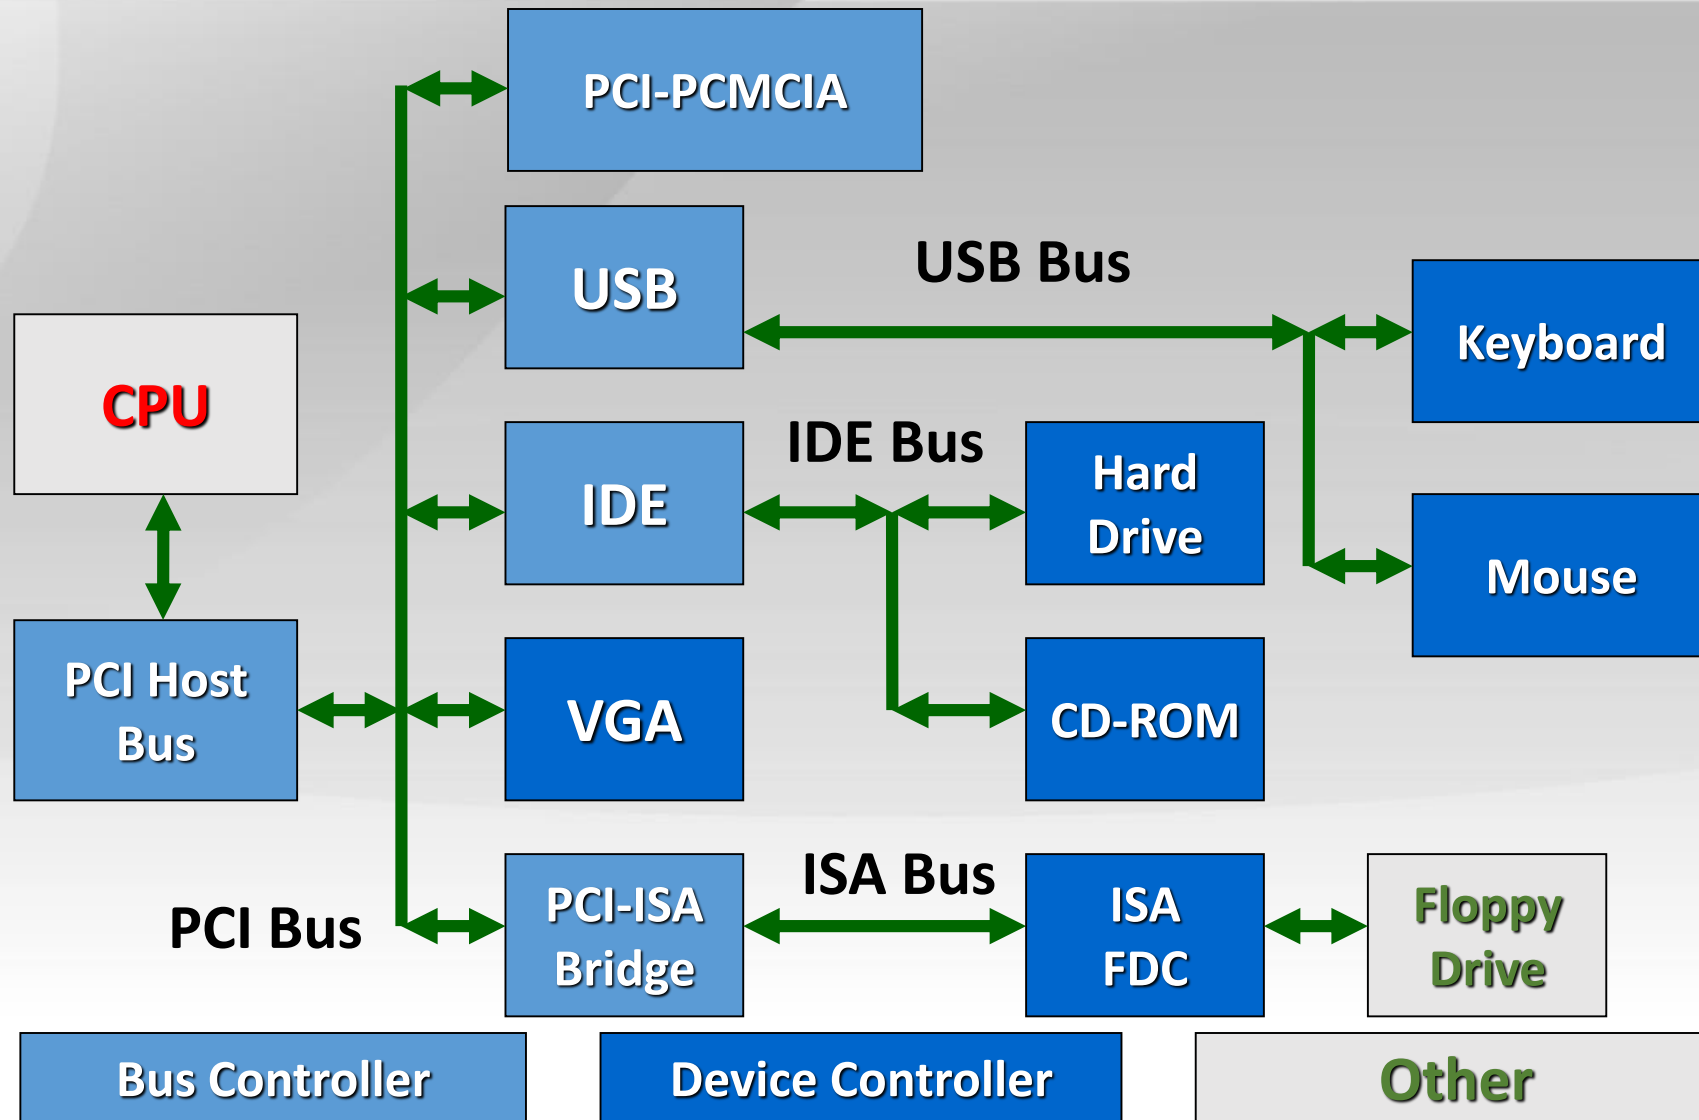 PCI-PCMCIA
USB
USB Bus
Keyboard
CPU
IDE
IDE Bus
Hard
Drive
Mouse
PCI Host
Bus
VGA
CD-ROM
PCI Bus
PCI-ISA
Bridge
ISA Bus
ISA
FDC
Floppy
Drive
Bus Controller
Device Controller
Other